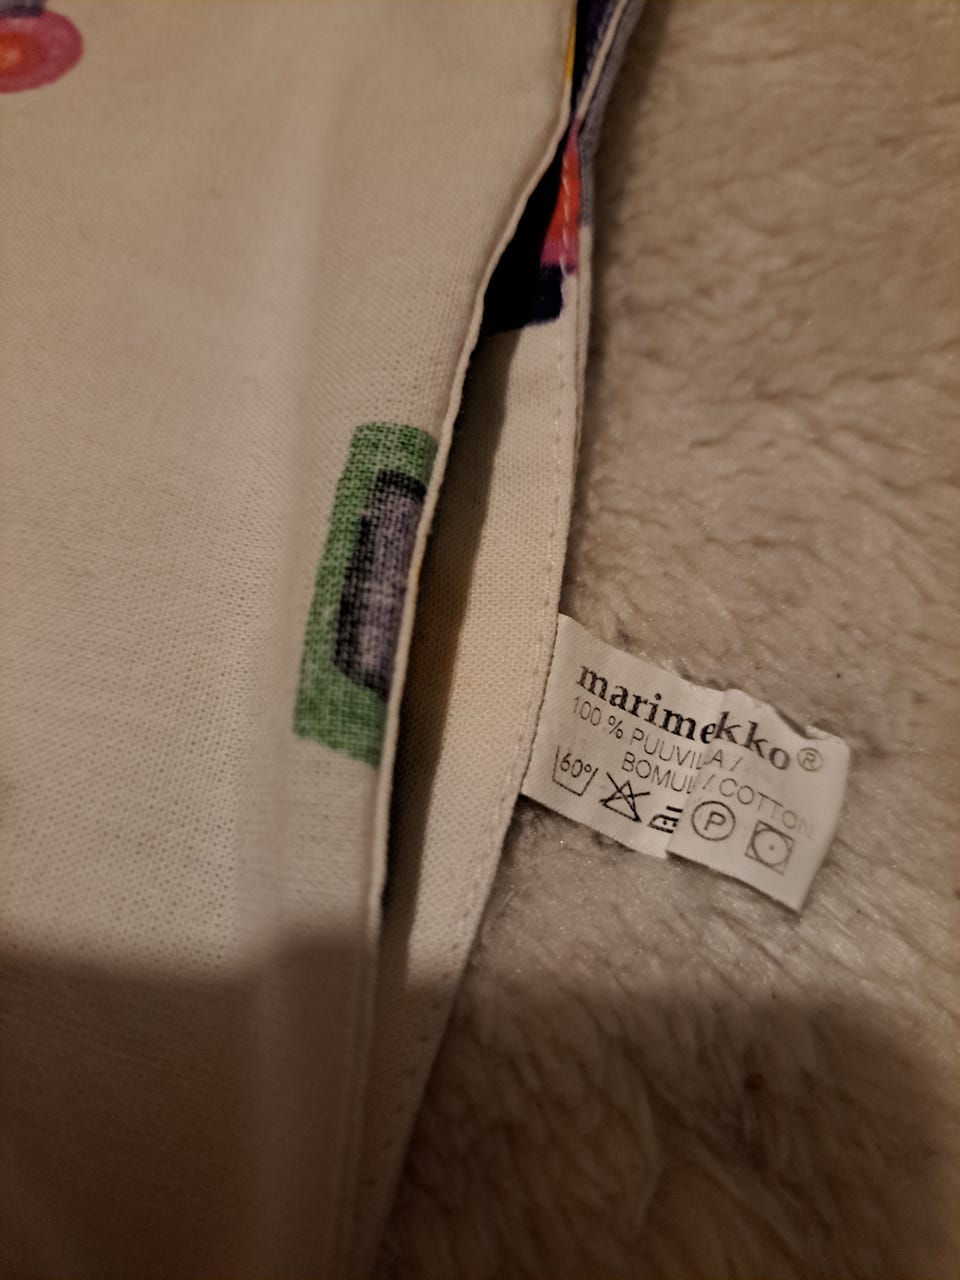 marimekko®
100 % PUUVILLA /
BOMULL / COTTON
60° P